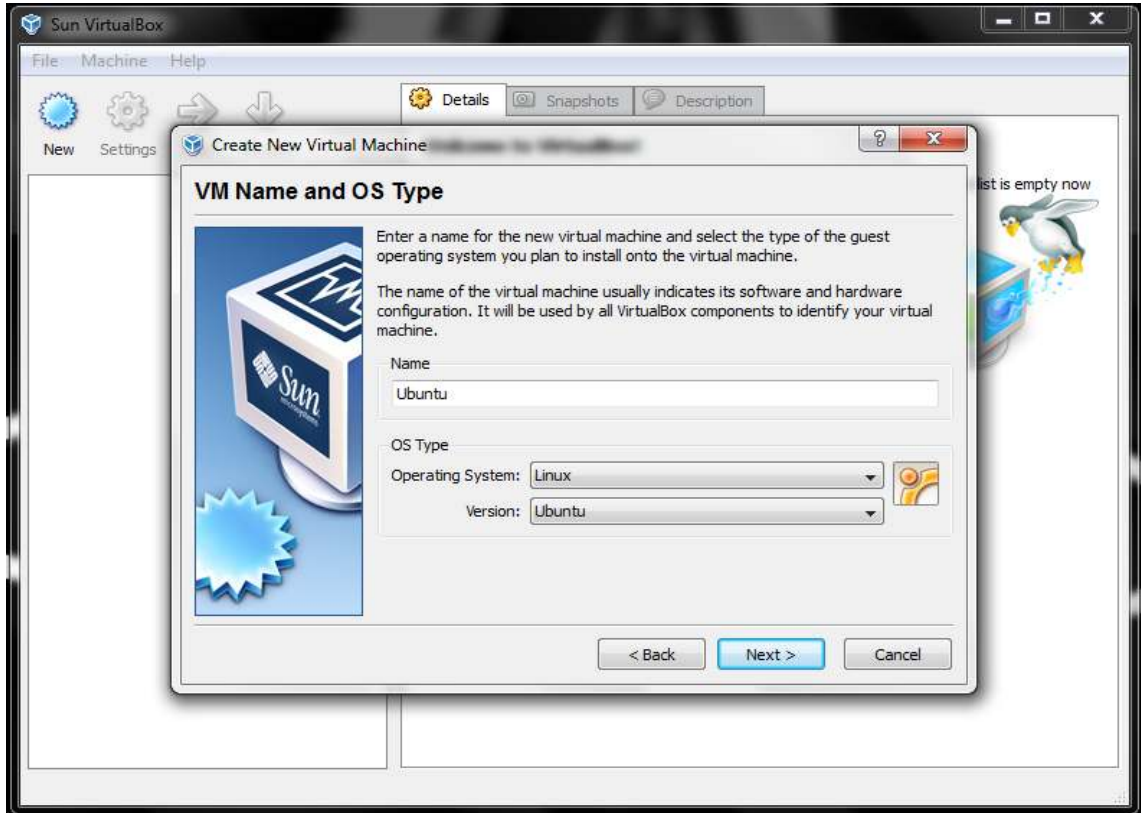 Sun VirtualBox
File Machine Help
New Settings
Details Snapshots Description
list is empty now
Create New Virtual Machine
VM Name and OS Type
Enter a name for the new virtual machine and select the type of the guest
operating system you plan to install onto the virtual machine.
The name of the virtual machine usually indicates its software and hardware
configuration. It will be used by all VirtualBox components to identify your virtual
machine.
Name
Ubuntu
OS Type
Operating System: Linux
Version: Ubuntu
Sun
microsystems
< Back Next > Cancel